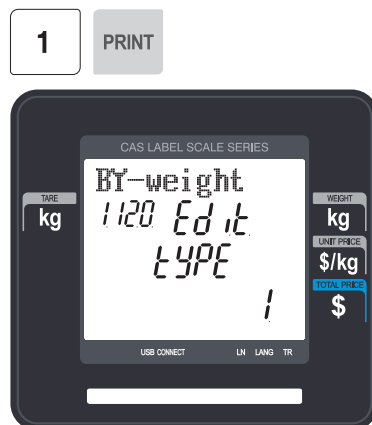 1 PRINT
CAS LABEL SCALE SERIES
BY-weight
TARE
kg
1120 Edit
tYPE
1
WEIGHT
kg
UNIT PRICE
$/kg
TOTAL PRICE
$
USB CONNECT LN LANG TR